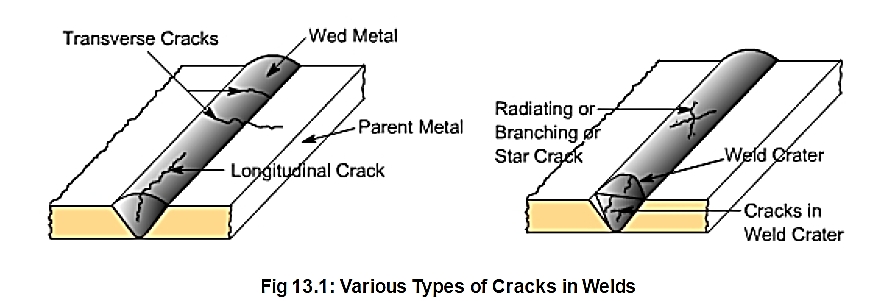 Transverse Cracks
Wed Metal
Parent Metal
Longitudinal Crack
Radiating or
Branching or
Star Crack
Weld Crater
Cracks in
Weld Crater
Fig 13.1: Various Types of Cracks in Welds